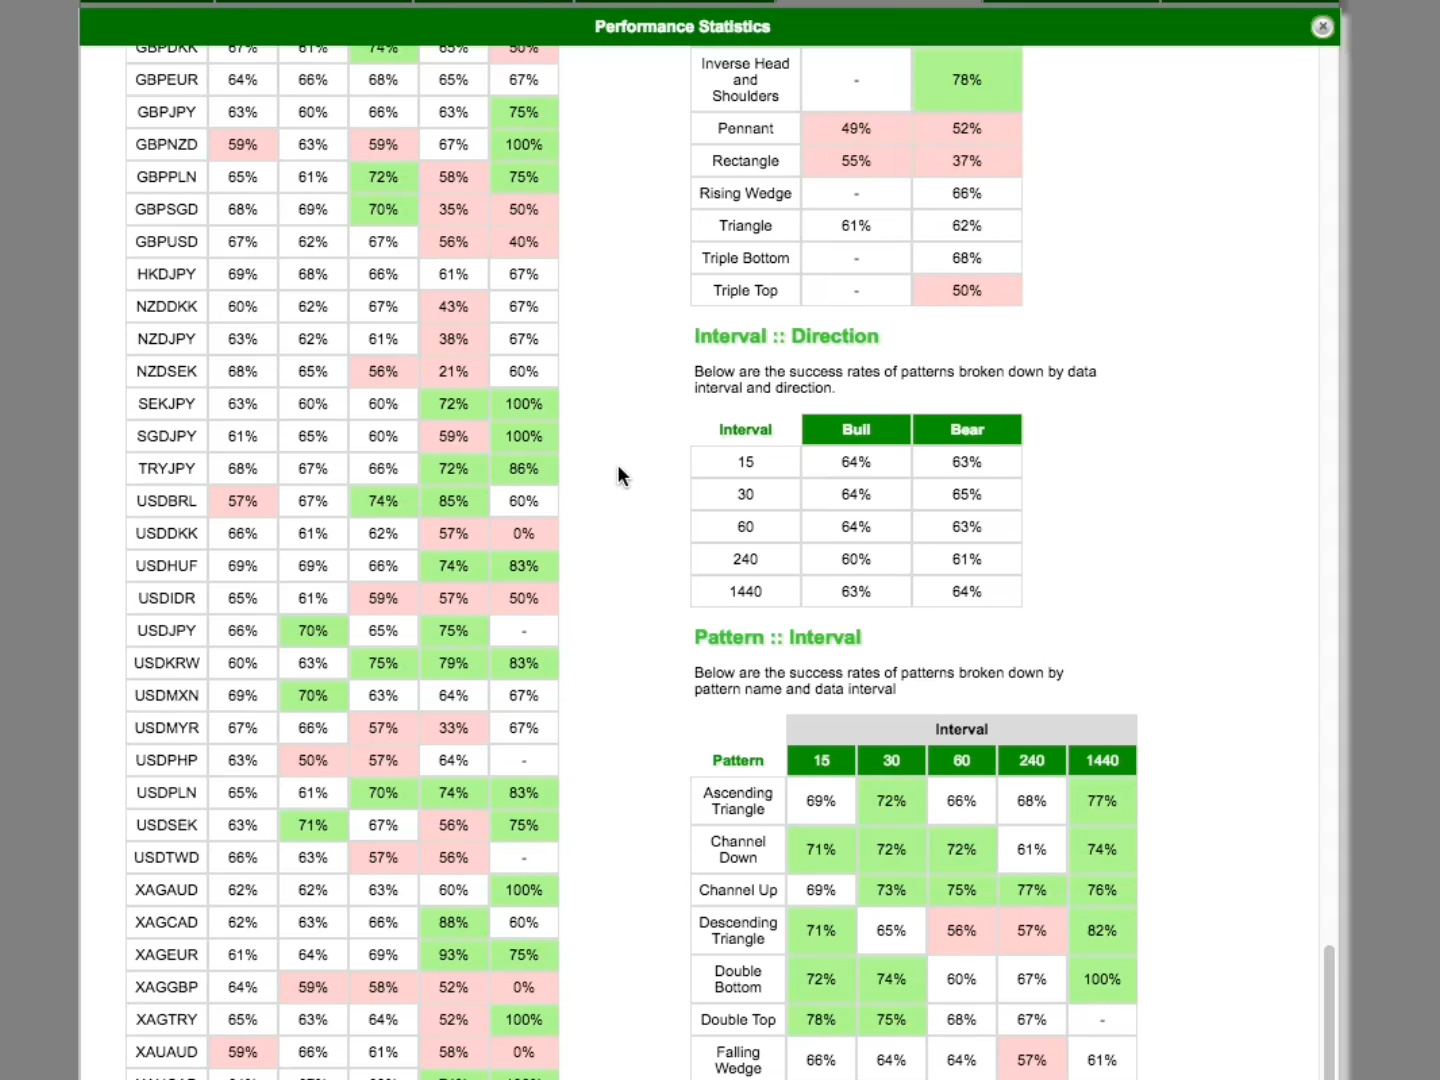 Performance Statistics
GBPDKK 67% 61% 74% 65% 50%
GBPEUR 64% 66% 68% 65% 67%
GBPJPY 63% 60% 66% 63% 75%
GBPNZD 59% 63% 59% 67% 100%
GBPPLN 65% 61% 72% 58% 75%
GBPSGD 68% 69% 70% 35% 50%
GBPUSD 67% 62% 67% 56% 40%
HKDJPY 69% 68% 66% 61% 67%
NZDDKK 60% 62% 67% 43% 67%
NZDJPY 63% 62% 61% 38% 67%
NZDSEK 68% 65% 56% 21% 60%
SEKJPY 63% 60% 60% 72% 100%
SGDJPY 61% 65% 60% 59% 100%
TRYJPY 68% 67% 66% 72% 86%
USDBRL 57% 67% 74% 85% 60%
USDDKK 66% 61% 62% 57% 0%
USDHUF 69% 69% 66% 74% 83%
USDIDR 65% 61% 59% 57% 50%
USDJPY 66% 70% 65% 75% -
USDKRW 60% 63% 75% 79% 83%
USDMXN 69% 70% 63% 64% 67%
USDMYR 67% 66% 57% 33% 67%
USDPHP 63% 50% 57% 64% -
USDPLN 65% 61% 70% 74% 83%
USDSEK 63% 71% 67% 56% 75%
USDTWD 66% 63% 57% 56% -
XAGAUD 62% 62% 63% 60% 100%
XAGCAD 62% 63% 66% 88% 60%
XAGEUR 61% 64% 69% 93% 75%
XAGGBP 64% 59% 58% 52% 0%
XAGTRY 65% 63% 64% 52% 100%
XAUAUD 59% 66% 61% 58% 0%
Inverse Head
and - 78%
Shoulders
Pennant 49% 52%
Rectangle 55% 37%
Rising Wedge - 66%
Triangle 61% 62%
Triple Bottom - 68%
Triple Top - 50%
Interval :: Direction
Below are the success rates of patterns broken down by data
interval and direction.
Interval Bull Bear
15 64% 63%
30 64% 65%
60 64% 63%
240 60% 61%
1440 63% 64%
Pattern :: Interval
Below are the success rates of patterns broken down by
pattern name and data interval
Interval
Pattern 15 30 60 240 1440
Ascending
Triangle 69% 72% 66% 68% 77%
Channel
Down 71% 72% 72% 61% 74%
Channel Up 69% 73% 75% 77% 76%
Descending
Triangle 71% 65% 56% 57% 82%
Double
Bottom 72% 74% 60% 67% 100%
Double Top 78% 75% 68% 67% -
Falling
Wedge 66% 64% 64% 57% 61%